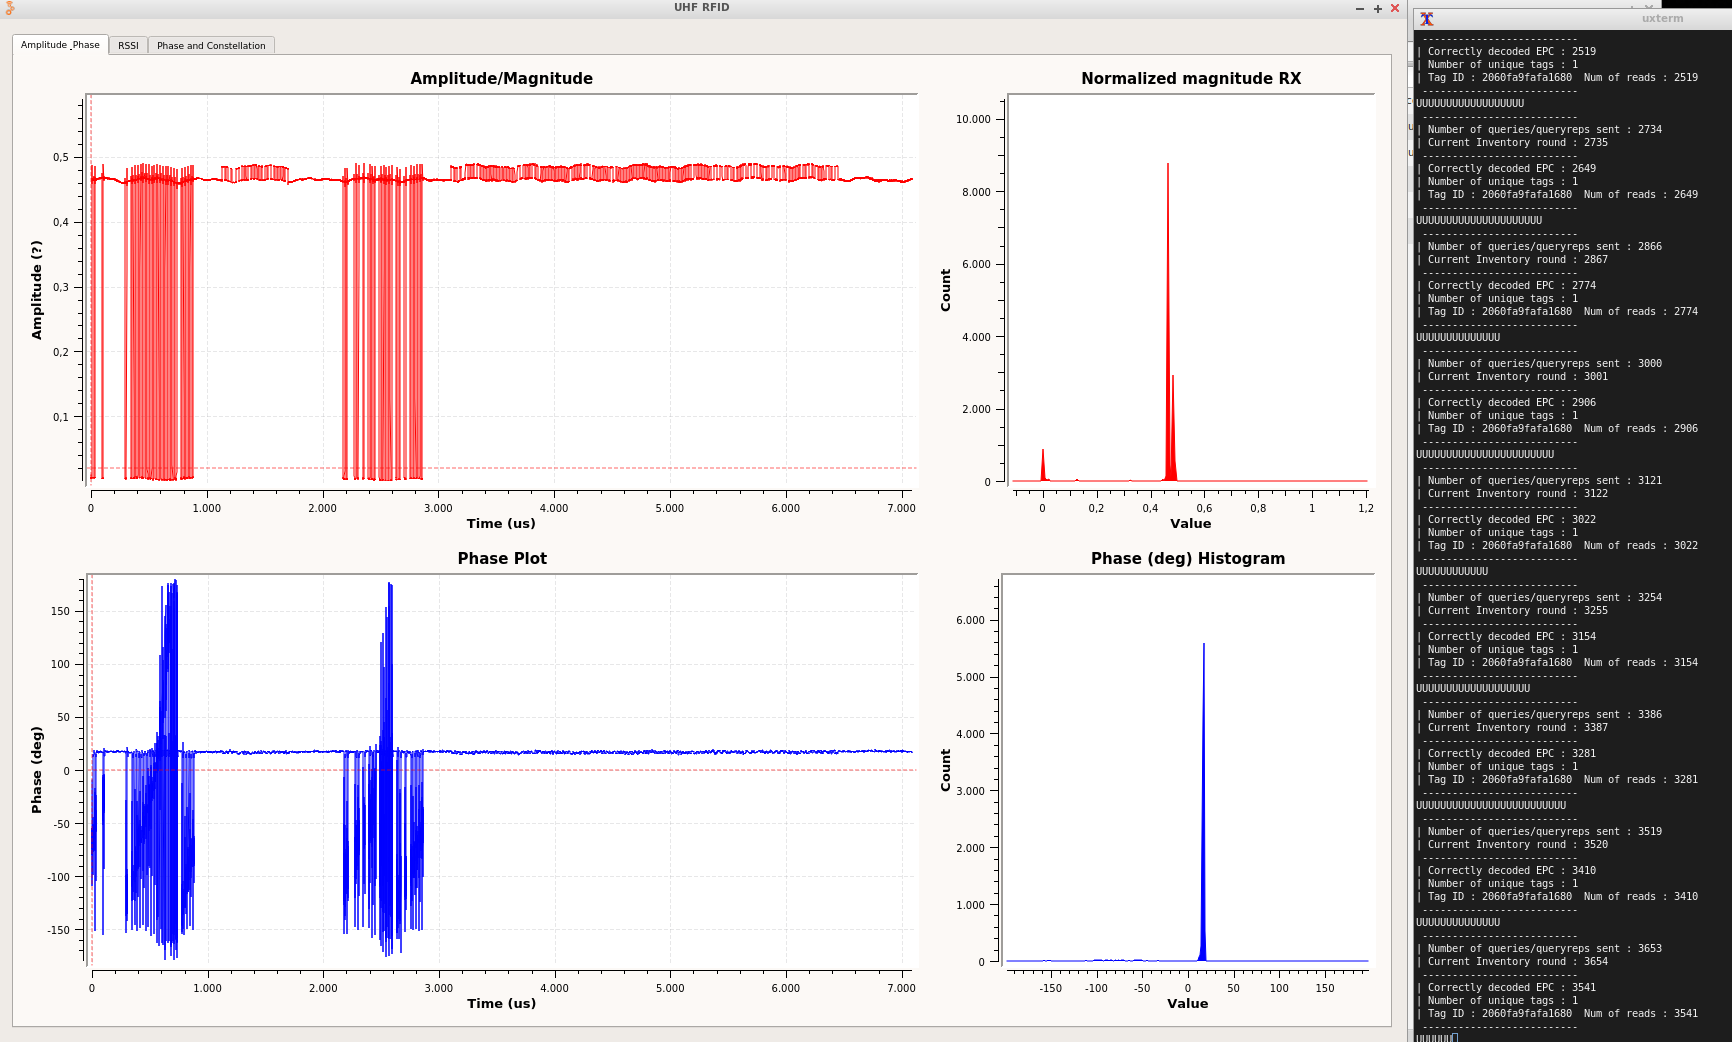 UHF RFID
Amplitude_Phase
RSSI
Phase and Constellation
Amplitude/Magnitude
Amplitude (?)
0,5
0,4
0,3
0,2
0,1
0 1.000 2.000 3.000 4.000 5.000 6.000 7.000
Time (us)
Normalized magnitude RX
Count
10.000
8.000
6.000
4.000
2.000
0
0 0,2 0,4 0,6 0,8 1 1,2
Value
Phase Plot
Phase (deg)
150
100
50
0
-50
-100
-150
0 1.000 2.000 3.000 4.000 5.000 6.000 7.000
Time (us)
Phase (deg) Histogram
Count
6.000
5.000
4.000
3.000
2.000
1.000
0
-150 -100 -50 0 50 100 150
Value
uxterm
--------------------------
| Correctly decoded EPC : 2519
| Number of unique tags : 1
| Tag ID : 2060fa9fafa1680  Num of reads : 2519
--------------------------
UUUUUUUUUUUUUUUUUU
--------------------------
| Number of queries/queryreps sent : 2734
| Current Inventory round : 2735
--------------------------
| Correctly decoded EPC : 2649
| Number of unique tags : 1
| Tag ID : 2060fa9fafa1680  Num of reads : 2649
--------------------------
UUUUUUUUUUUUUUUUUUUUU
--------------------------
| Number of queries/queryreps sent : 2866
| Current Inventory round : 2867
--------------------------
| Correctly decoded EPC : 2774
| Number of unique tags : 1
| Tag ID : 2060fa9fafa1680  Num of reads : 2774
--------------------------
UUUUUUUUUUUUUU
--------------------------
| Number of queries/queryreps sent : 3000
| Current Inventory round : 3001
--------------------------
| Correctly decoded EPC : 2906
| Number of unique tags : 1
| Tag ID : 2060fa9fafa1680  Num of reads : 2906
--------------------------
UUUUUUUUUUUUUUUUUUUUUUU
--------------------------
| Number of queries/queryreps sent : 3121
| Current Inventory round : 3122
--------------------------
| Correctly decoded EPC : 3022
| Number of unique tags : 1
| Tag ID : 2060fa9fafa1680  Num of reads : 3022
--------------------------
UUUUUUUUUUUU
--------------------------
| Number of queries/queryreps sent : 3254
| Current Inventory round : 3255
--------------------------
| Correctly decoded EPC : 3154
| Number of unique tags : 1
| Tag ID : 2060fa9fafa1680  Num of reads : 3154
--------------------------
UUUUUUUUUUUUUUUUUUU
--------------------------
| Number of queries/queryreps sent : 3386
| Current Inventory round : 3387
--------------------------
| Correctly decoded EPC : 3281
| Number of unique tags : 1
| Tag ID : 2060fa9fafa1680  Num of reads : 3281
--------------------------
UUUUUUUUUUUUUUUUUUUUUUUUU
--------------------------
| Number of queries/queryreps sent : 3519
| Current Inventory round : 3520
--------------------------
| Correctly decoded EPC : 3410
| Number of unique tags : 1
| Tag ID : 2060fa9fafa1680  Num of reads : 3410
--------------------------
UUUUUUUUUUUUUU
--------------------------
| Number of queries/queryreps sent : 3653
| Current Inventory round : 3654
--------------------------
| Correctly decoded EPC : 3541
| Number of unique tags : 1
| Tag ID : 2060fa9fafa1680  Num of reads : 3541
--------------------------
UUUUUU